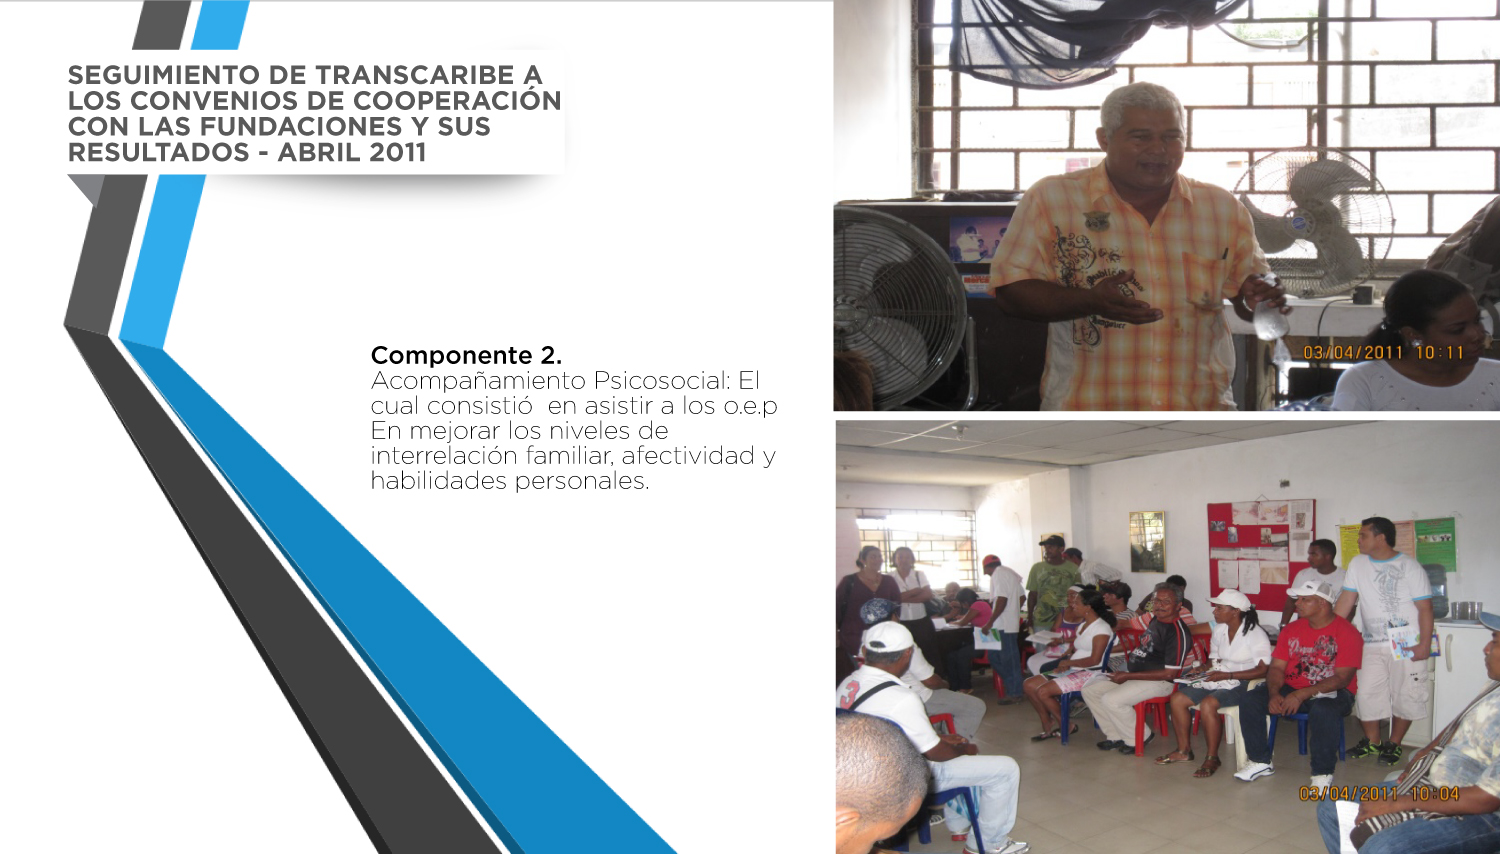 SEGUIMIENTO DE TRANSCARIBE A
LOS CONVENIOS DE COOPERACIÓN
CON LAS FUNDACIONES Y SUS
RESULTADOS - ABRIL 2011
Componente 2.
Acompañamiento Psicosocial: El
cual consistió  en asistir a los o.e.p
En mejorar los niveles de
interrelación familiar, afectividad y
habilidades personales.
03/04/2011 10:11
03/04/2011 10:04